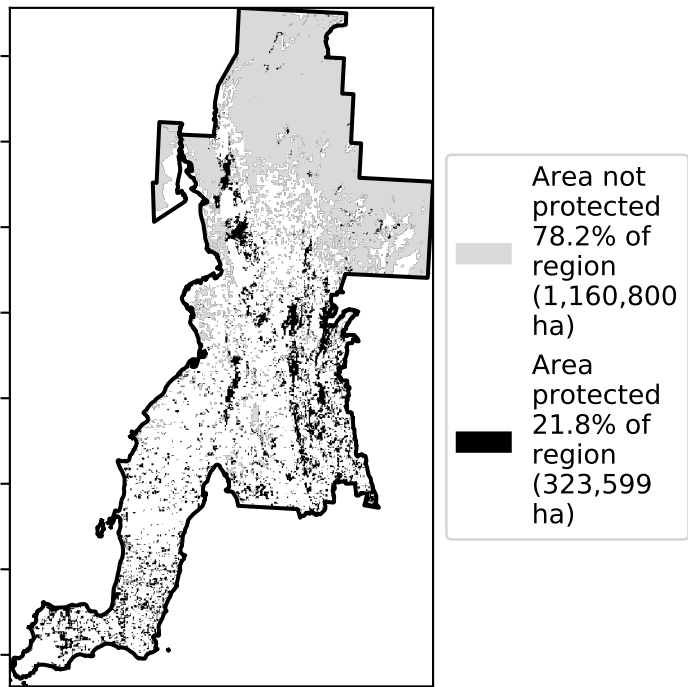 Area not
protected
78.2% of
region
(1,160,800
ha)
Area
protected
21.8% of
region
(323,599
ha)